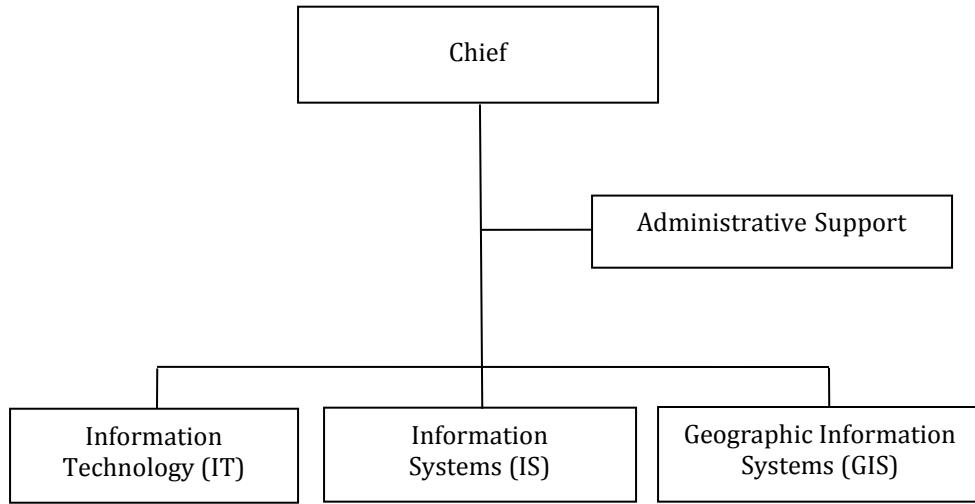 Chief
Administrative Support
Information
Technology (IT)
Information
Systems (IS)
Geographic Information
Systems (GIS)